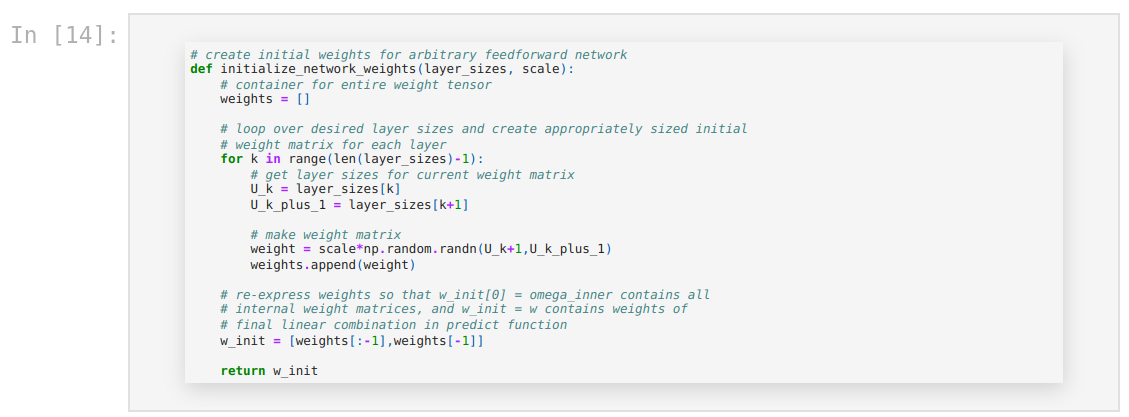 In [14]:
# create initial weights for arbitrary feedforward network
def initialize_network_weights(layer_sizes, scale):
    # container for entire weight tensor
    weights = []

    # loop over desired layer sizes and create appropriately sized initial
    # weight matrix for each layer
    for k in range(len(layer_sizes)-1):
        # get layer sizes for current weight matrix
        U_k = layer_sizes[k]
        U_k_plus_1 = layer_sizes[k+1]

        # make weight matrix
        weight = scale*np.random.randn(U_k+1,U_k_plus_1)
        weights.append(weight)

    # re-express weights so that w_init[0] = omega_inner contains all
    # internal weight matrices, and w_init = w contains weights of
    # final linear combination in predict function
    w_init = [weights[:-1],weights[-1]]

    return w_init